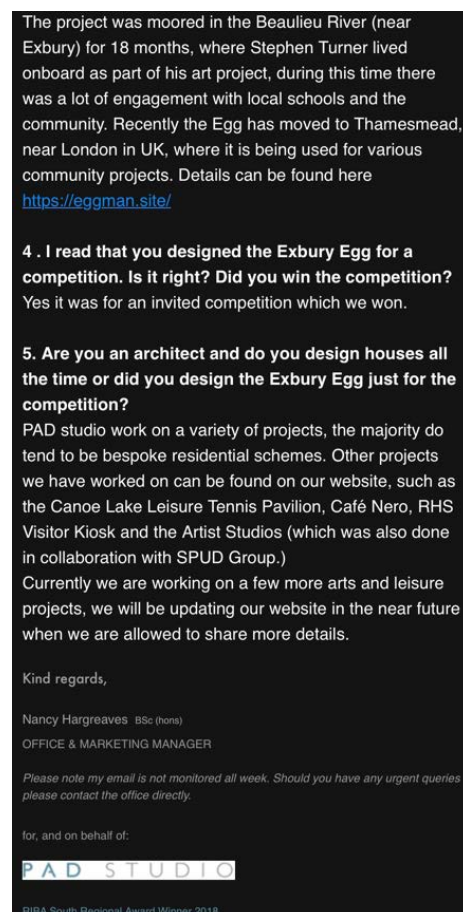 The project was moored in the Beaulieu River (near
Exbury) for 18 months, where Stephen Turner lived
onboard as part of his art project, during this time there
was a lot of engagement with local schools and the
community. Recently the Egg has moved to Thamesmead,
near London in UK, where it is being used for various
community projects. Details can be found here
https://eggman.site/
4 . I read that you designed the Exbury Egg for a
competition. Is it right? Did you win the competition?
Yes it was for an invited competition which we won.
5. Are you an architect and do you design houses all
the time or did you design the Exbury Egg just for the
competition?
PAD studio work on a variety of projects, the majority do
tend to be bespoke residential schemes. Other projects
we have worked on can be found on our website, such as
the Canoe Lake Leisure Tennis Pavilion, Café Nero, RHS
Visitor Kiosk and the Artist Studios (which was also done
in collaboration with SPUD Group.)
Currently we are working on a few more arts and leisure
projects, we will be updating our website in the near future
when we are allowed to share more details.
Kind regards,
Nancy Hargreaves BSc (hons)
OFFICE & MARKETING MANAGER
Please note my email is not monitored all week. Should you have any urgent queries
please contact the office directly.
for, and on behalf of:
PAD STUDIO
RIBA South Regional Award Winner 2018